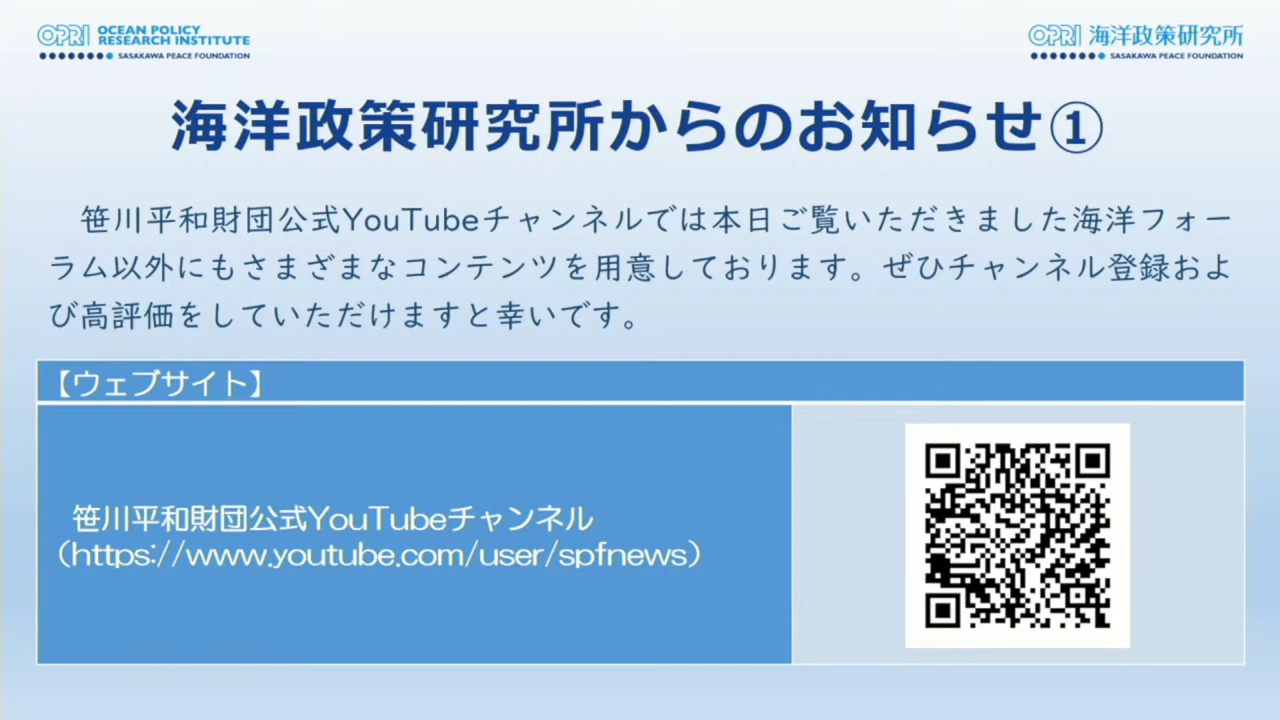 OPRI OCEAN POLICY
RESEARCH INSTITUTE
SASAKAWA PEACE FOUNDATION
OPRI 海洋政策研究所
SASAKAWA PEACE FOUNDATION
海洋政策研究所からのお知らせ①
笹川平和財団公式YouTubeチャンネルでは本日ご覧いただきました海洋フォー
ラム以外にもさまざまなコンテンツを用意しております。ぜひチャンネル登録およ
び高評価をしていただけますと幸いです。
【ウェブサイト】
笹川平和財団公式YouTubeチャンネル
（https://www.youtube.com/user/spfnews）